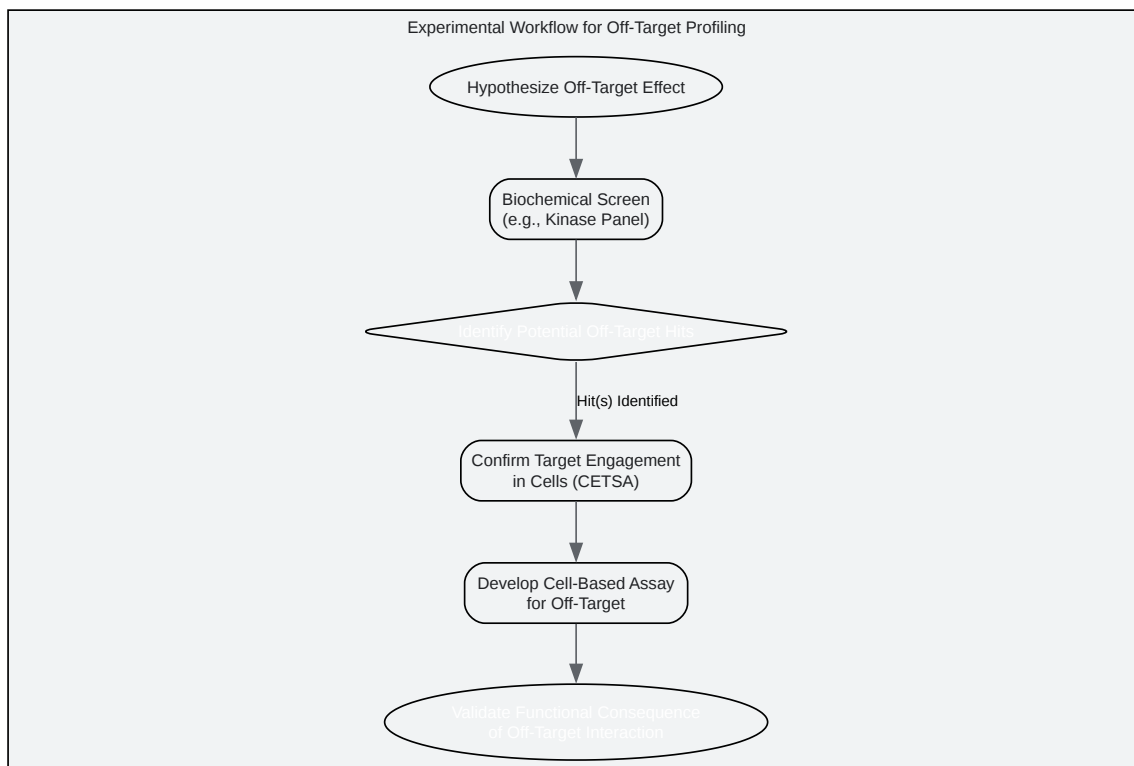 Experimental Workflow for Off-Target Profiling
Hypothesize Off-Target Effect
Biochemical Screen
(e.g., Kinase Panel)
Identify Potential Off-Target Hits
Hit(s) Identified
Confirm Target Engagement
in Cells (CETSA)
Develop Cell-Based Assay
for Off-Target
Validate Functional Consequence
of Off-Target Interaction